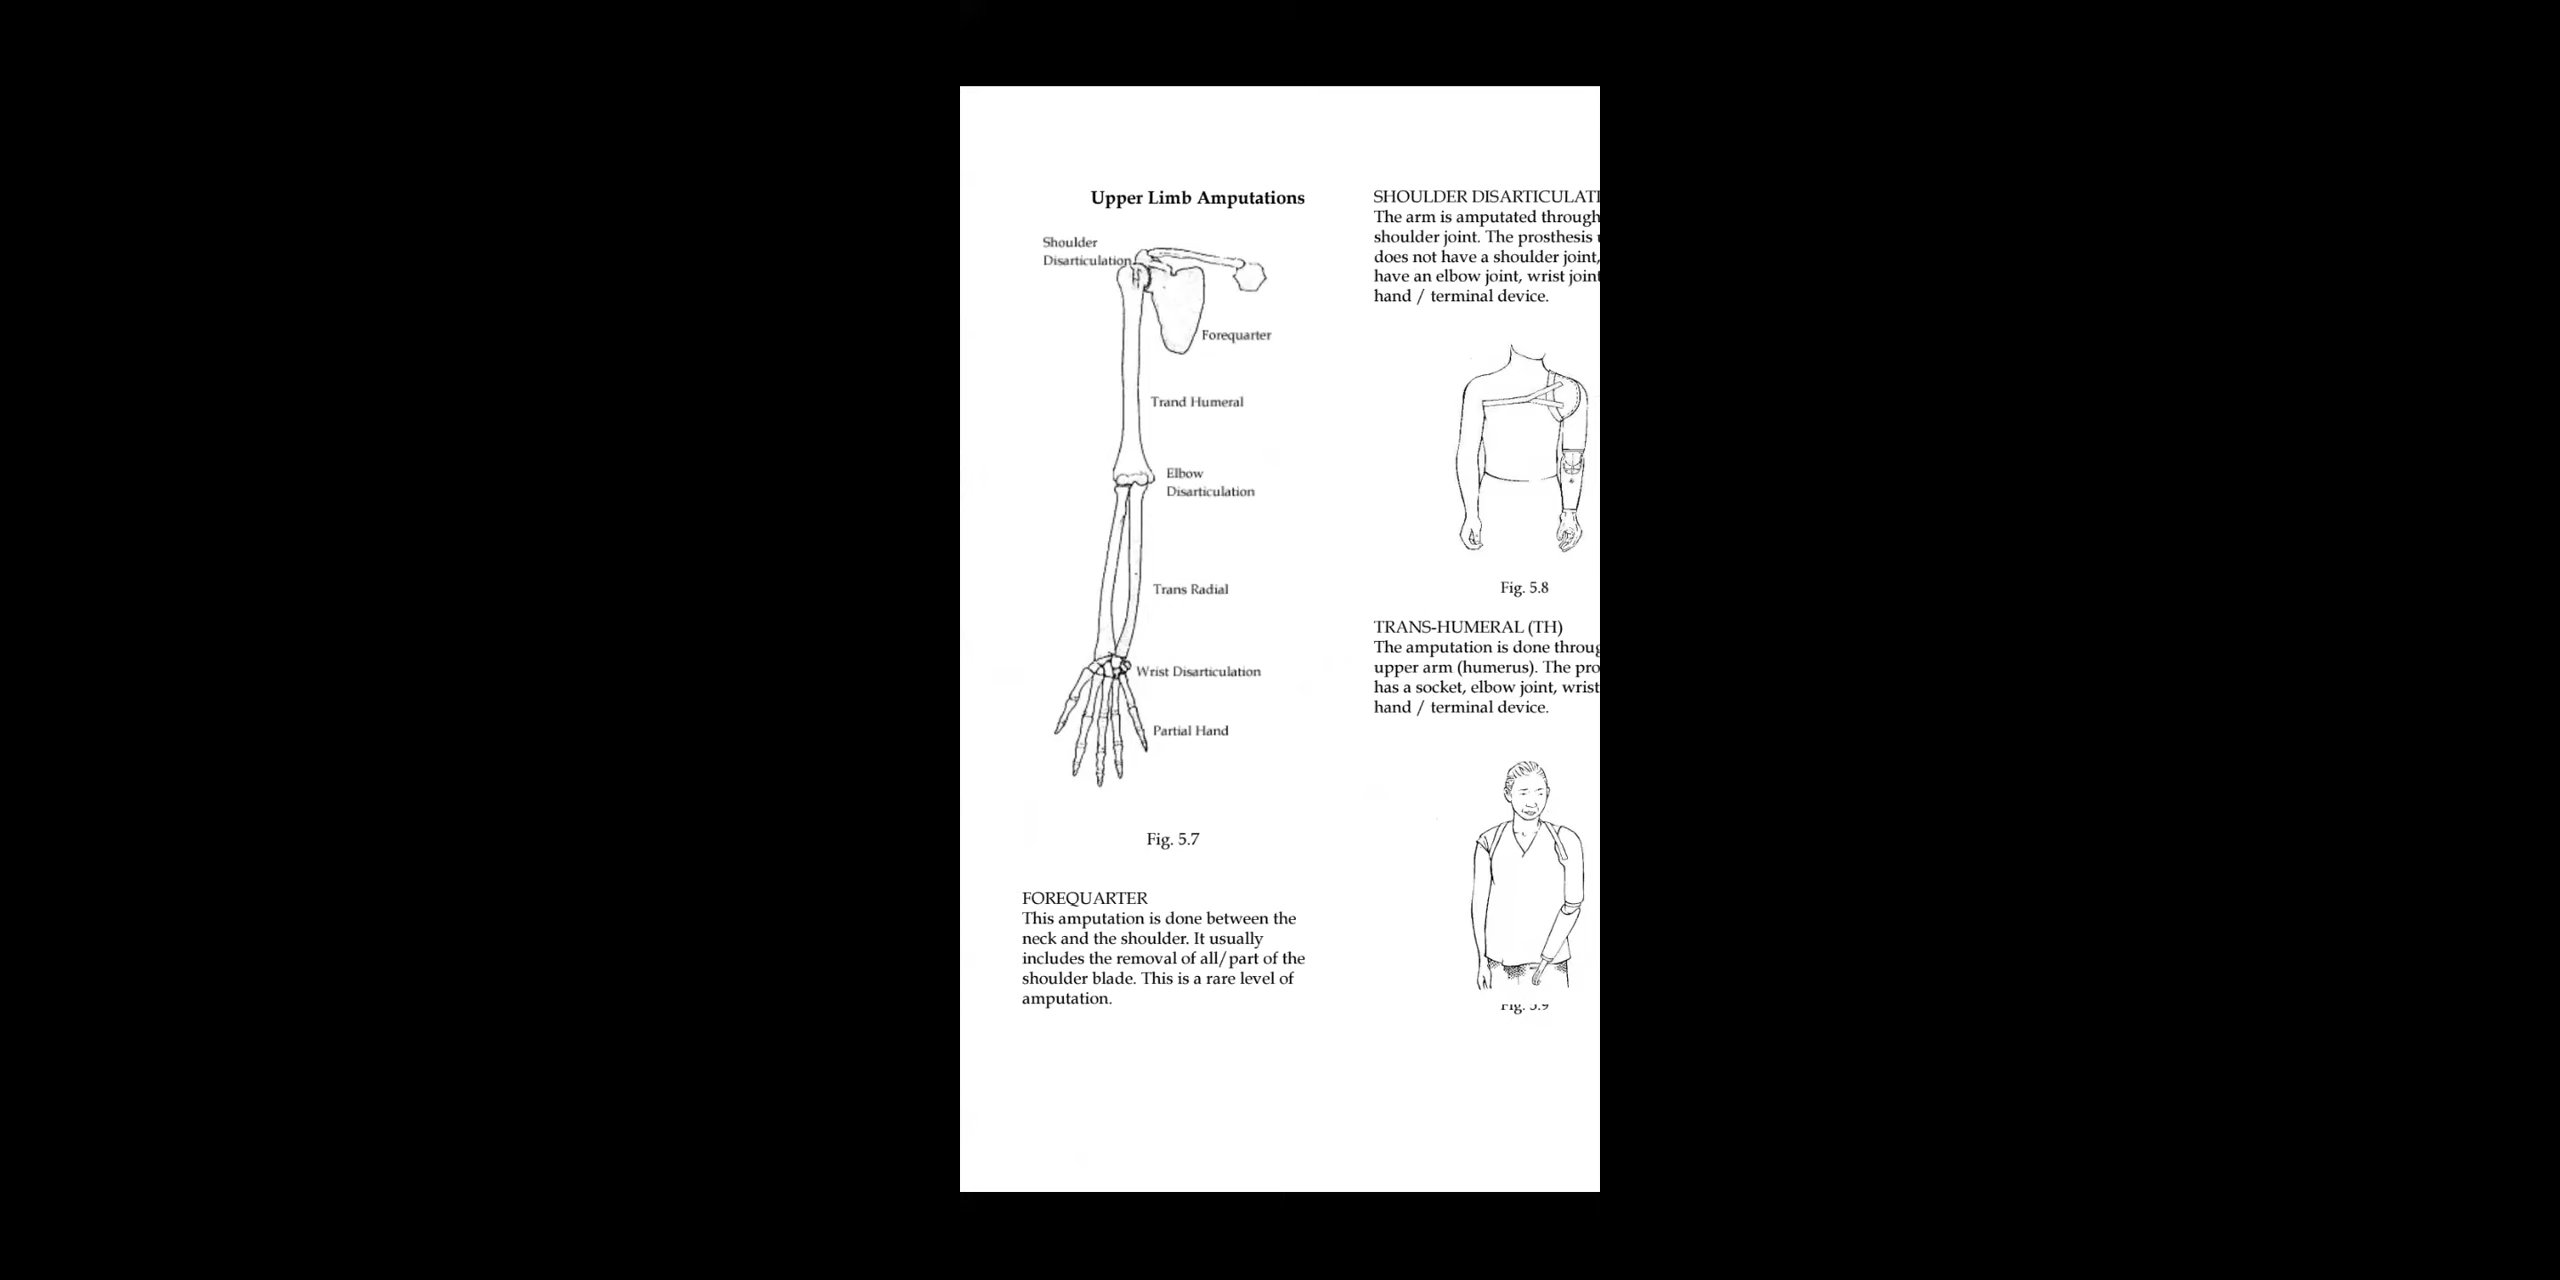 Upper Limb Amputations
Shoulder
Disarticulation
Forequarter
Trand Humeral
Elbow
Disarticulation
Trans Radial
Wrist Disarticulation
Partial Hand
Fig. 5.7
FOREQUARTER
This amputation is done between the
neck and the shoulder. It usually
includes the removal of all/part of the
shoulder blade. This is a rare level of
amputation.
SHOULDER DISARTICULATI
The arm is amputated through
shoulder joint. The prosthesis
does not have a shoulder joint,
have an elbow joint, wrist joint
hand / terminal device.
Fig. 5.8
TRANS-HUMERAL (TH)
The amputation is done throug
upper arm (humerus). The pro
has a socket, elbow joint, wrist
hand / terminal device.
Fig. 5.9